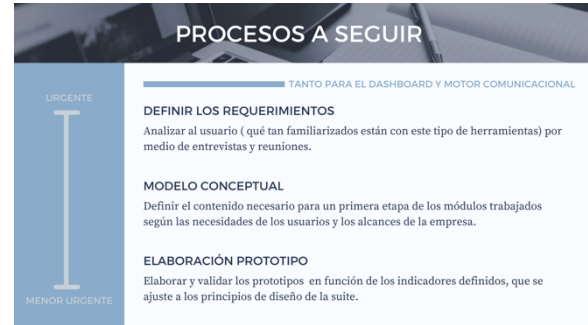 PROCESOS A SEGUIR
TANTO PARA EL DASHBOARD Y MOTOR COMUNICACIONAL
URGENTE
DEFINIR LOS REQUERIMIENTOS
Analizar al usuario ( qué tan familiarizados están con este tipo de herramientas) por
medio de entrevistas y reuniones.
MODELO CONCEPTUAL
Definir el contenido necesario para un primera etapa de los módulos trabajados
según las necesidades de los usuarios y los alcances de la empresa.
ELABORACIÓN PROTOTIPO
Elaborar y validar los prototipos en función de los indicadores definidos, que se
ajuste a los principios de diseño de la suite.
MENOR URGENTE